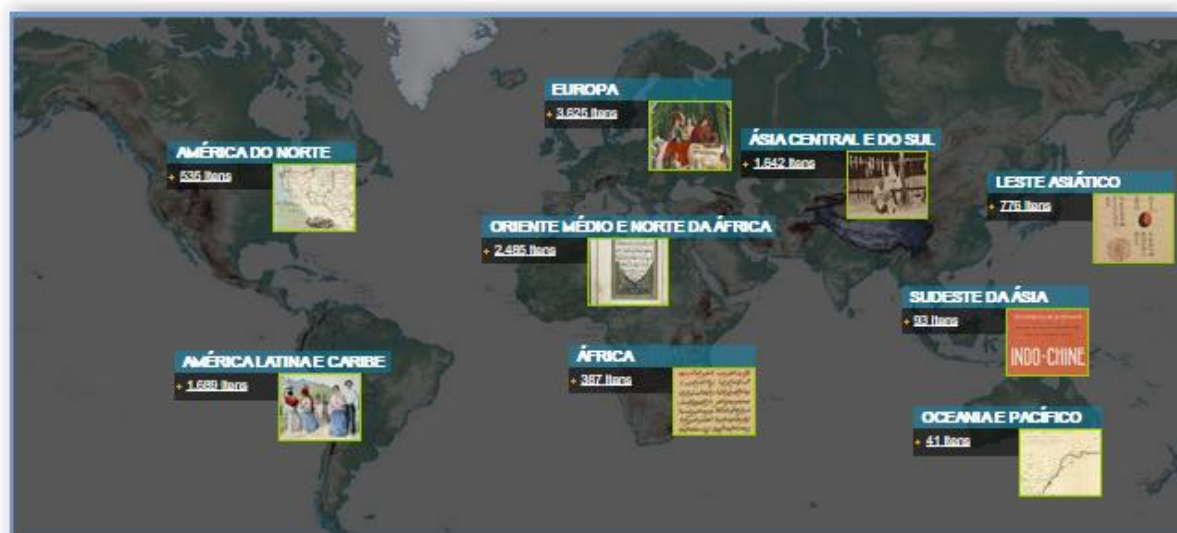 EUROPA
3.625 Itens
ÁSIA CENTRAL E DO SUL
1.642 Itens
AMÉRICA DO NORTE
535 Itens
LESTE ASIÁTICO
776 Itens
ORIENTE MÉDIO E NORTE DA ÁFRICA
2.485 Itens
SUDESTE DA ÁSIA
93 Itens
INDO-CHINE
AMÉRICA LATINA E CARIBE
1.689 Itens
ÁFRICA
387 Itens
OCEANIA E PACÍFICO
41 Itens